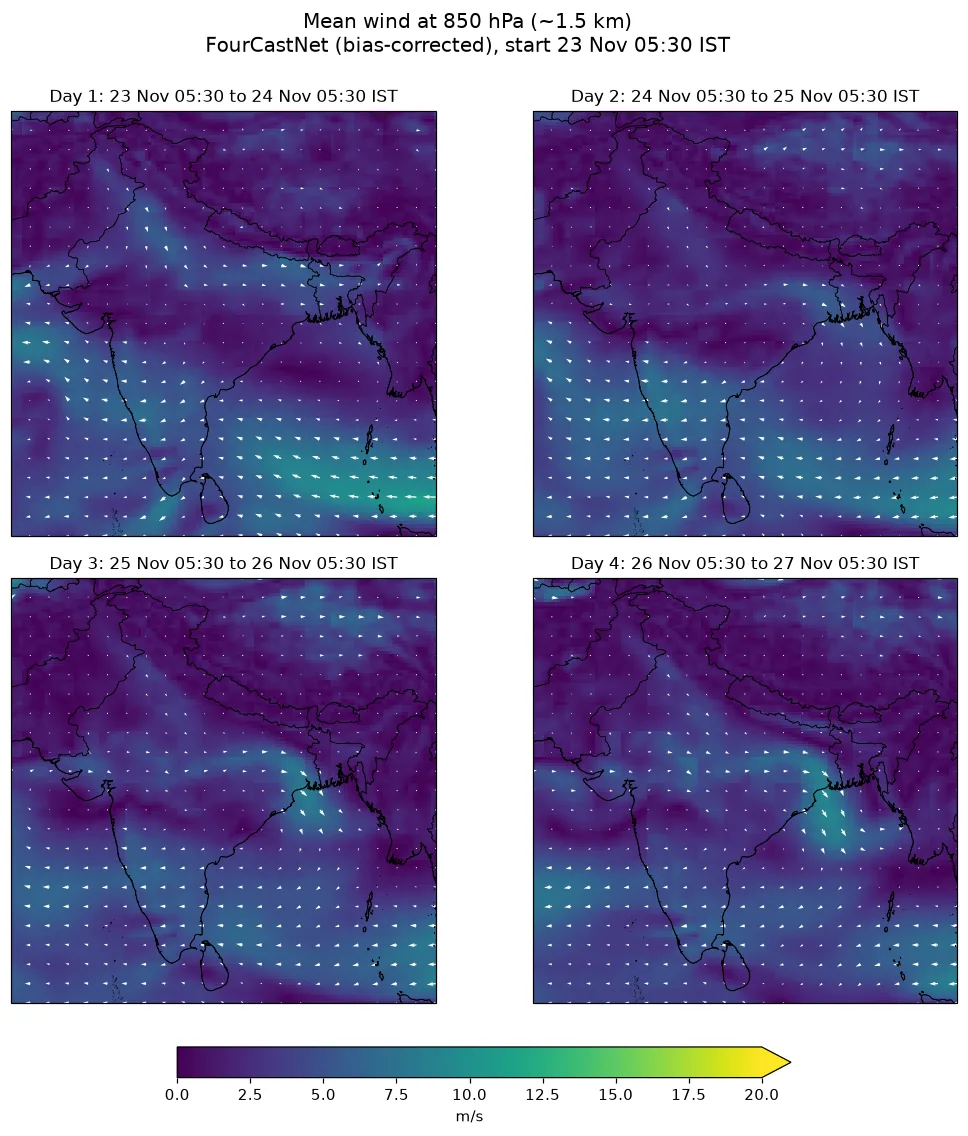 Mean wind at 850 hPa (~1.5 km)
FourCastNet (bias-corrected), start 23 Nov 05:30 IST
Day 1: 23 Nov 05:30 to 24 Nov 05:30 IST
Day 2: 24 Nov 05:30 to 25 Nov 05:30 IST
Day 3: 25 Nov 05:30 to 26 Nov 05:30 IST
Day 4: 26 Nov 05:30 to 27 Nov 05:30 IST
0.0 2.5 5.0 7.5 10.0 12.5 15.0 17.5 20.0
m/s